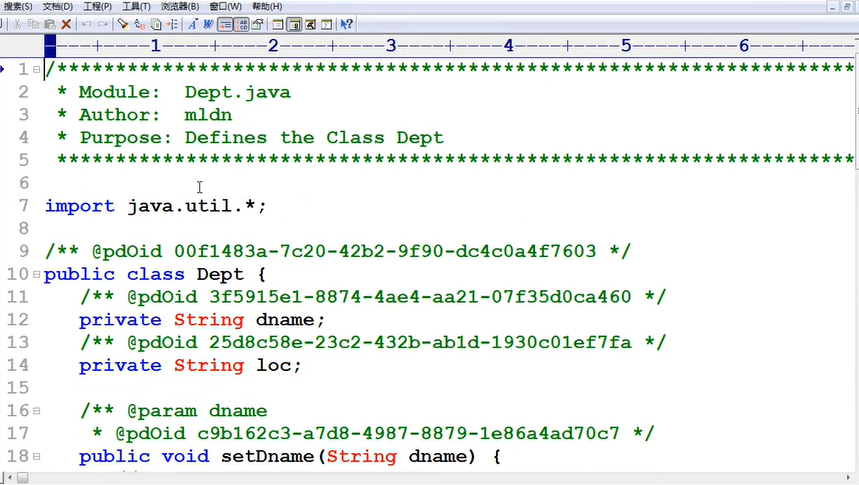 搜索(S) 文档(D) 工程(P) 工具(T) 浏览器(B) 窗口(W) 帮助(H)
1 2 3 4 5 6
1 /********************************************************************
2 * Module: Dept.java
3 * Author: mldn
4 * Purpose: Defines the Class Dept
5 ********************************************************************
6
7 import java.util.*;
8
9 /** @pdOid 00f1483a-7c20-42b2-9f90-dc4c0a4f7603 */
10 public class Dept {
11 /** @pdOid 3f5915e1-8874-4ae4-aa21-07f35d0ca460 */
12 private String dname;
13 /** @pdOid 25d8c58e-23c2-432b-ab1d-1930c01ef7fa */
14 private String loc;
15
16 /** @param dname
17 * @pdOid c9b162c3-a7d8-4987-8879-1e86a4ad70c7 */
18 public void setDname(String dname) {